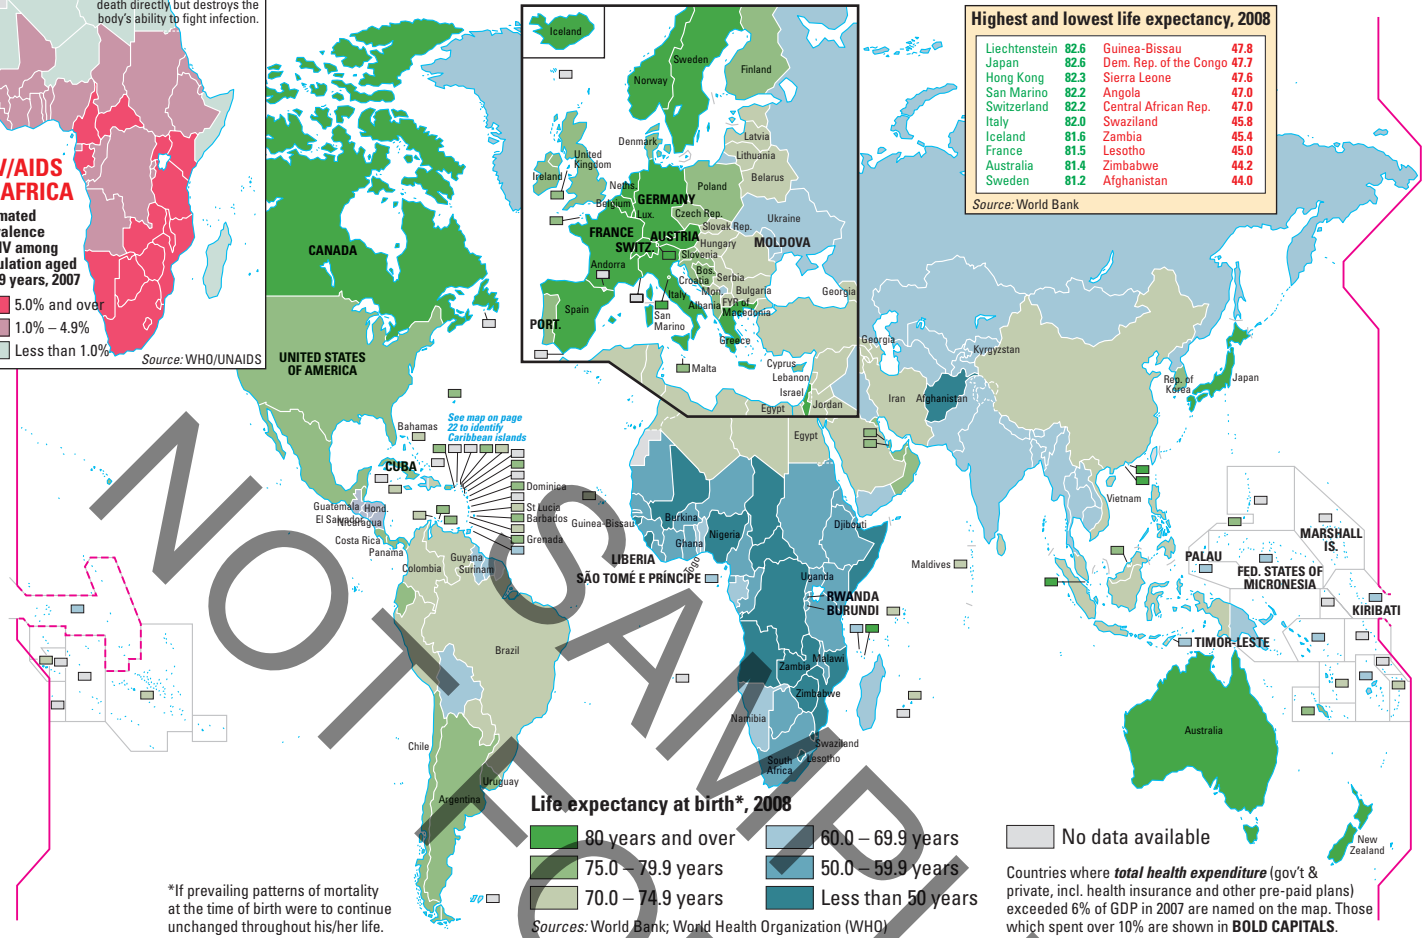 death directly but destroys the
body's ability to fight infection.
V/AIDS
AFRICA
mated
valence
IV among
ulation aged
9 years, 2007
5.0% and over
1.0% – 4.9%
Less than 1.0%
Source: WHO/UNAIDS
Iceland
Norway
Sweden
Finland
Denmark
Latvia
Lithuania
Belarus
United
Kingdom
Ireland
Neths.
Belgium
Lux.
GERMANY
Poland
Czech Rep.
Slovak Rep.
Ukraine
FRANCE
SWITZ.
AUSTRIA
Hungary
MOLDOVA
Slovenia
Andorra
Bos.
Croatia
Serbia
Mon.
Bulgaria
Georgia
Spain
Italy
Albania
FYR of
Macedonia
San
Marino
PORT.
Greece
Malta
Cyprus
Lebanon
Israel
Egypt
Jordan
Highest and lowest life expectancy, 2008
Liechtenstein 82.6 Guinea-Bissau 47.8
Japan 82.6 Dem. Rep. of the Congo 47.7
Hong Kong 82.3 Sierra Leone 47.6
San Marino 82.2 Angola 47.0
Switzerland 82.2 Central African Rep. 47.0
Italy 82.0 Swaziland 45.8
Iceland 81.6 Zambia 45.4
France 81.5 Lesotho 45.0
Australia 81.4 Zimbabwe 44.2
Sweden 81.2 Afghanistan 44.0
Source: World Bank
CANADA
UNITED STATES
OF AMERICA
See map on page
22 to identify
Caribbean islands
Bahamas
CUBA
Dominica
St Lucia
Barbados
Grenada
Guatemala
Hond.
El Salvador
Nicaragua
Costa Rica
Panama
Guyana
Surinam
Colombia
Brazil
Chile
Uruguay
Argentina
Georgia
Kyrgyzstan
Iran
Afghanistan
Rep. of
Korea
Japan
Egypt
Vietnam
Burkina
Guinea-Bissau
Ghana
Nigeria
Togo
Djibouti
LIBERIA
SÃO TOMÉ E PRÍNCIPE
Uganda
RWANDA
BURUNDI
Maldives
Malawi
Zambia
Zimbabwe
Namibia
Swaziland
Lesotho
South
Africa
PALAU
MARSHALL
IS.
FED. STATES OF
MICRONESIA
KIRIBATI
TIMOR-LESTE
Australia
New
Zealand
Life expectancy at birth*, 2008
80 years and over
75.0 – 79.9 years
70.0 – 74.9 years
60.0 – 69.9 years
50.0 – 59.9 years
Less than 50 years
No data available
Sources: World Bank; World Health Organization (WHO)
*If prevailing patterns of mortality
at the time of birth were to continue
unchanged throughout his/her life.
Countries where total health expenditure (gov't &
private, incl. health insurance and other pre-paid plans)
exceeded 6% of GDP in 2007 are named on the map. Those
which spent over 10% are shown in BOLD CAPITALS.
SAMPL
NOT TO